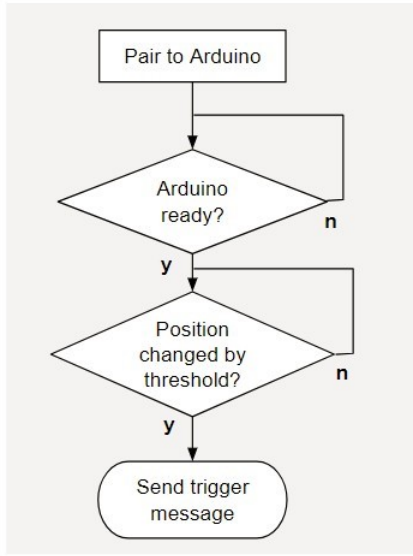 Pair to Arduino
Arduino
ready?
n
y
Position
changed by
threshold?
n
y
Send trigger
message